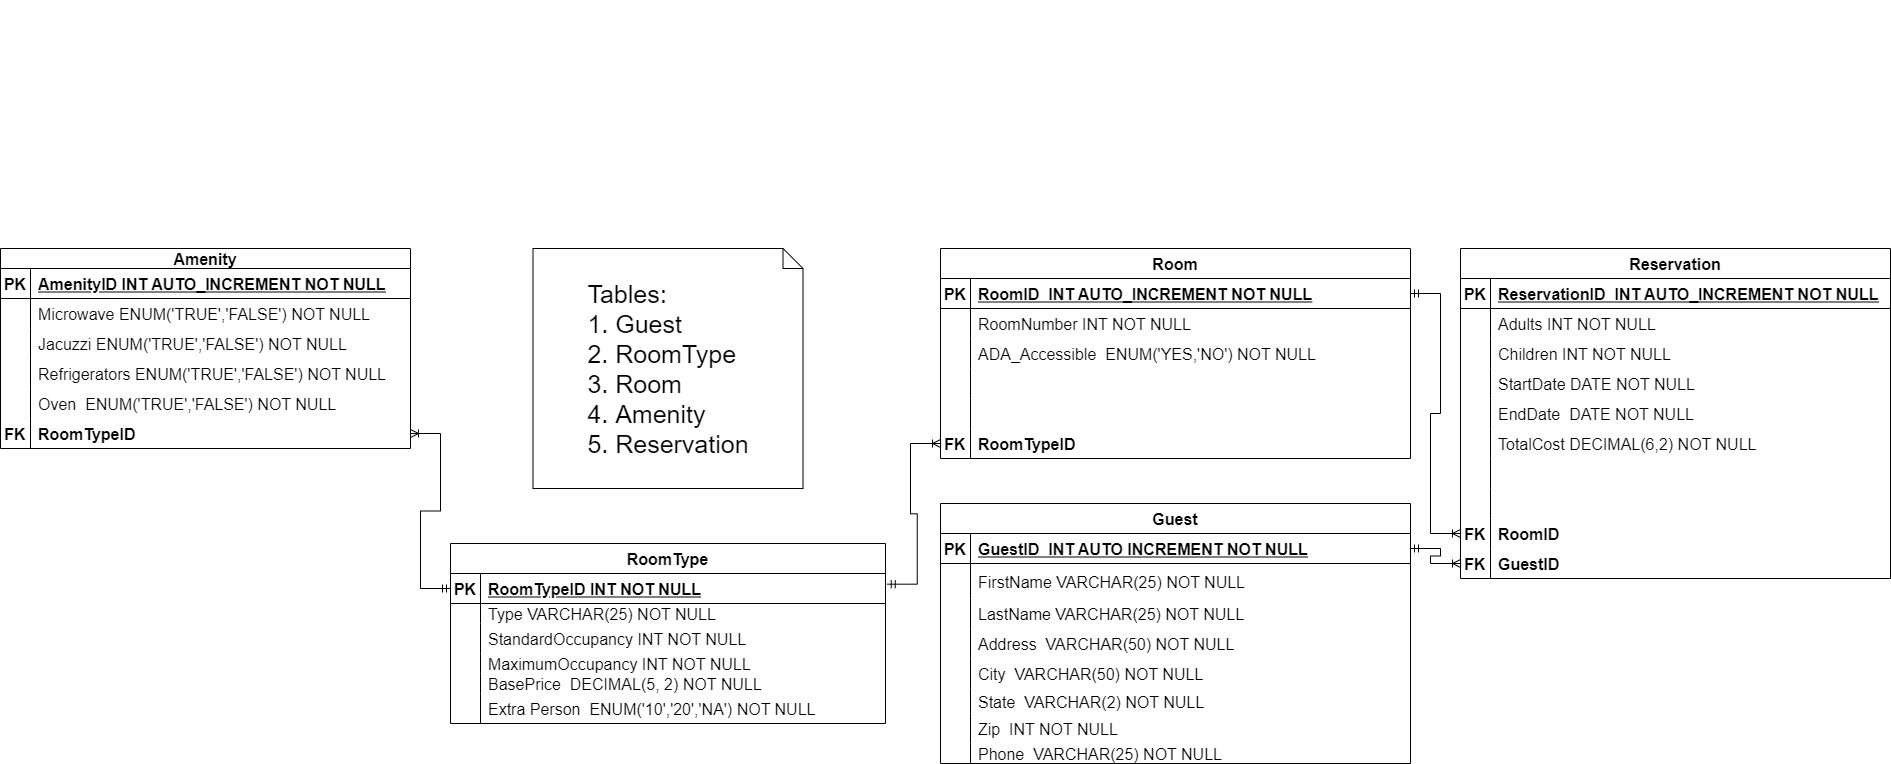 Amenity
PK AmenityID INT AUTO_INCREMENT NOT NULL
Microwave ENUM('TRUE','FALSE') NOT NULL
Jacuzzi ENUM('TRUE','FALSE') NOT NULL
Refrigerators ENUM('TRUE','FALSE') NOT NULL
Oven  ENUM('TRUE','FALSE') NOT NULL
FK RoomTypeID
Tables:
1. Guest
2. RoomType
3. Room
4. Amenity
5. Reservation
RoomType
PK RoomTypeID INT NOT NULL
Type VARCHAR(25) NOT NULL
StandardOccupancy INT NOT NULL
MaximumOccupancy INT NOT NULL
BasePrice  DECIMAL(5, 2) NOT NULL
Extra Person  ENUM('10','20','NA') NOT NULL
Room
PK RoomID  INT AUTO_INCREMENT NOT NULL
RoomNumber INT NOT NULL
ADA_Accessible  ENUM('YES,'NO') NOT NULL
FK RoomTypeID
Guest
PK GuestID  INT AUTO INCREMENT NOT NULL
FirstName VARCHAR(25) NOT NULL
LastName VARCHAR(25) NOT NULL
Address  VARCHAR(50) NOT NULL
City  VARCHAR(50) NOT NULL
State  VARCHAR(2) NOT NULL
Zip  INT NOT NULL
Phone  VARCHAR(25) NOT NULL
Reservation
PK ReservationID  INT AUTO_INCREMENT NOT NULL
Adults INT NOT NULL
Children INT NOT NULL
StartDate DATE NOT NULL
EndDate  DATE NOT NULL
TotalCost DECIMAL(6,2) NOT NULL
FK RoomID
FK GuestID